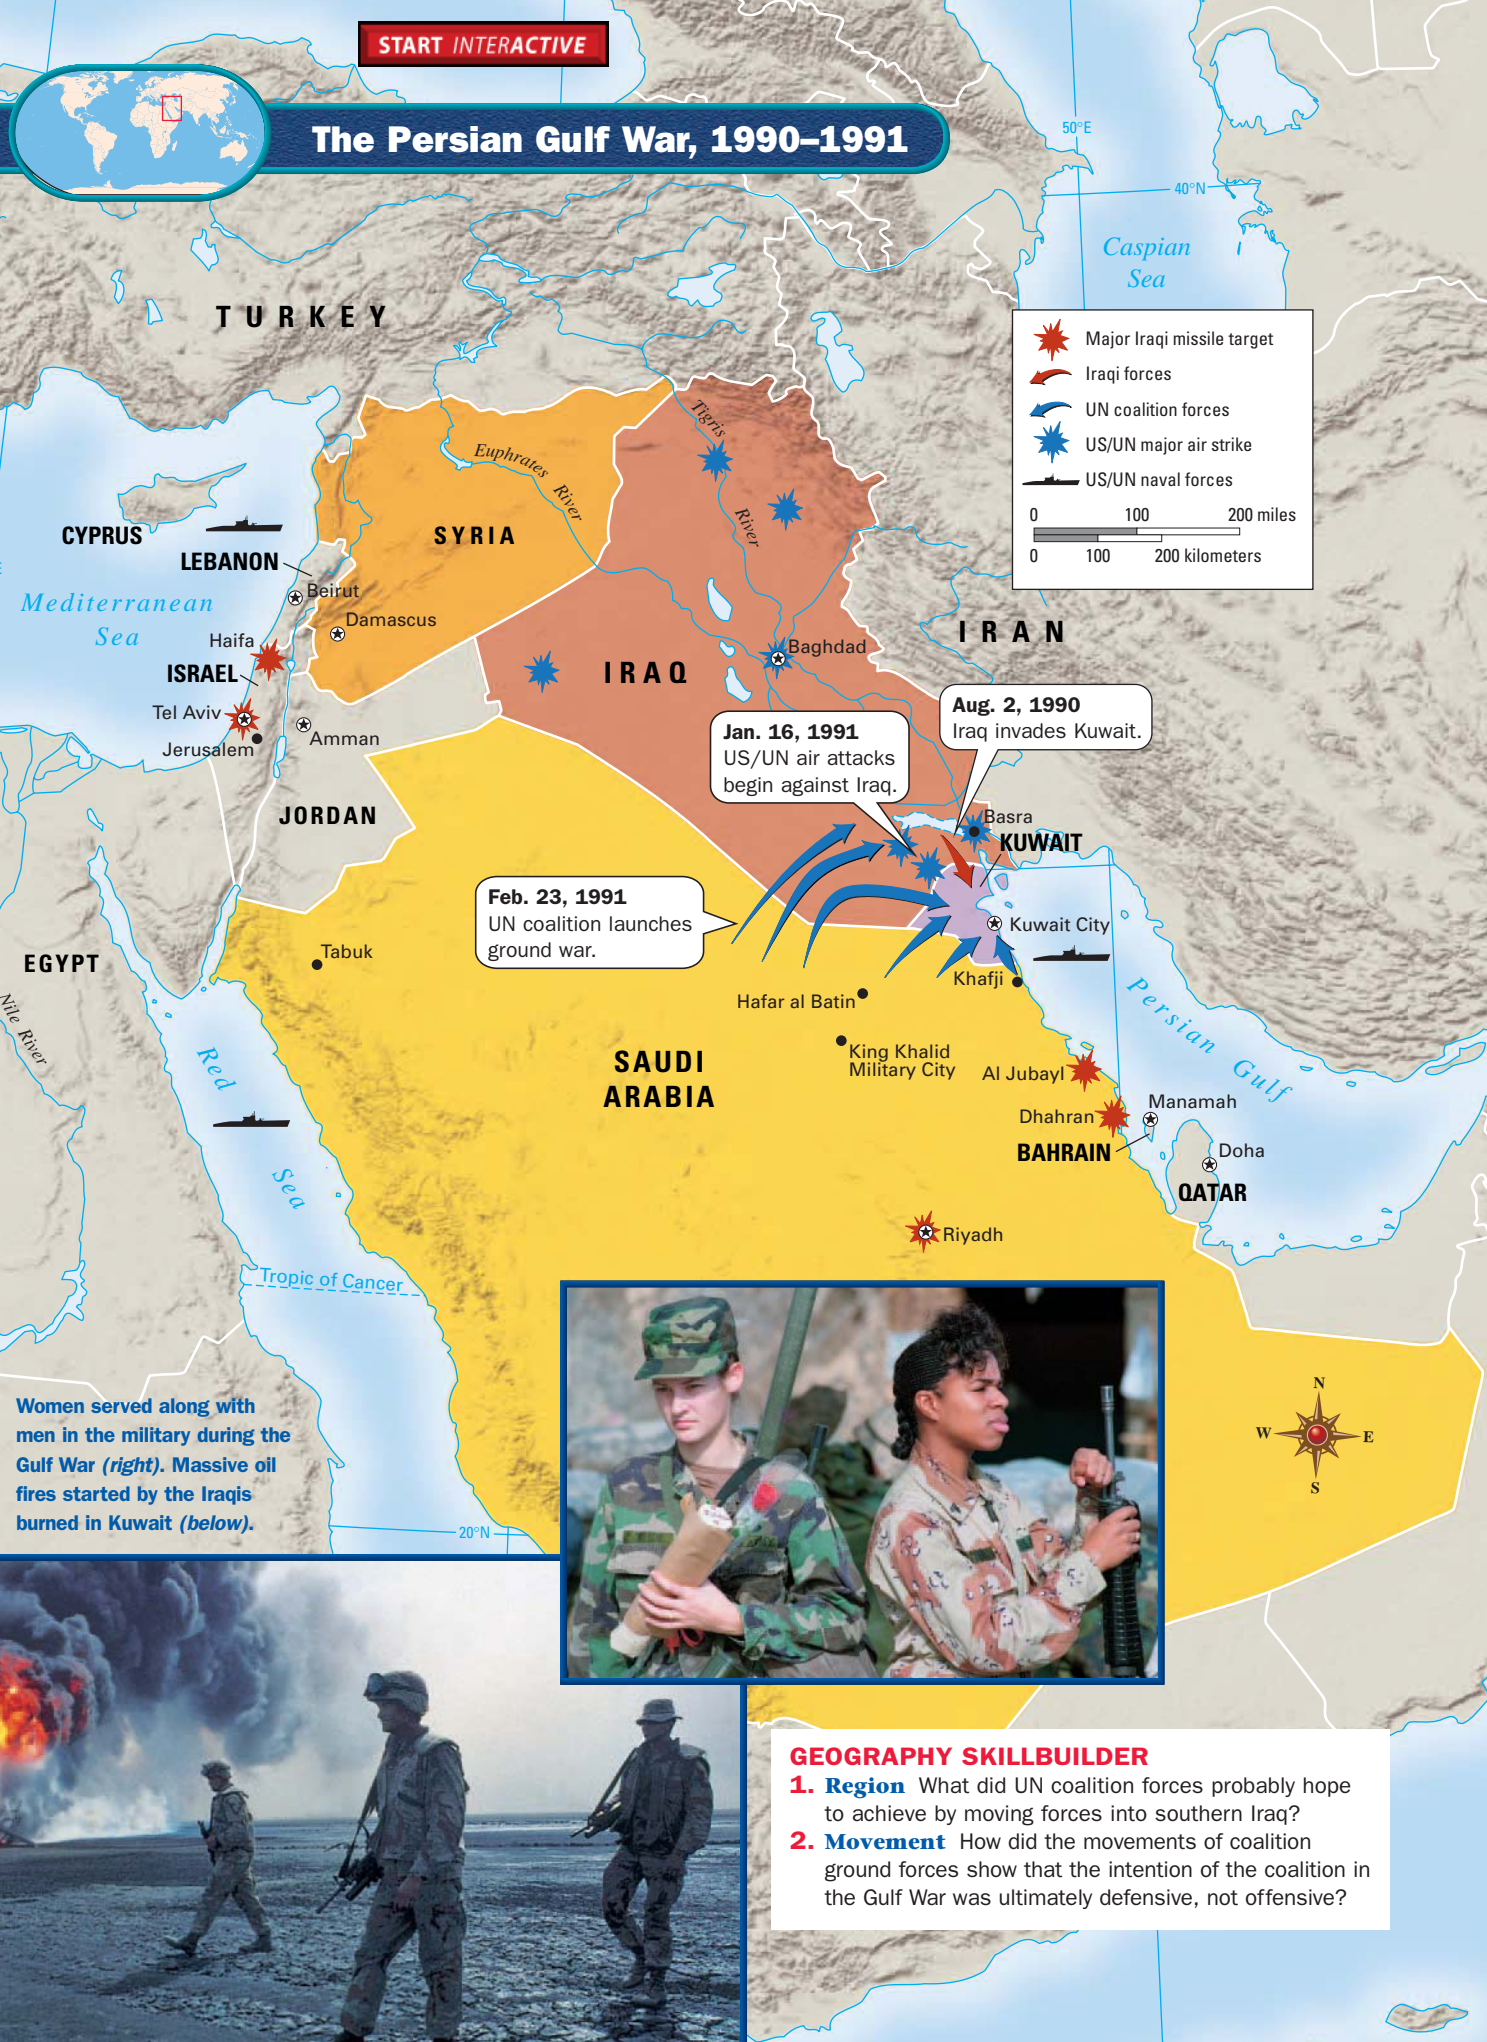 START INTERACTIVE
The Persian Gulf War, 1990–1991
50°E
40°N
Caspian
Sea
TURKEY
Major Iraqi missile target
Iraqi forces
UN coalition forces
US/UN major air strike
US/UN naval forces
0 100 200 miles
0 100 200 kilometers
Tigris
River
Euphrates
River
SYRIA
CYPRUS
LEBANON
Beirut
Mediterranean
Sea
Damascus
Haifa
ISRAEL
Tel Aviv
Jerusalem
Amman
JORDAN
IRAQ
Baghdad
IRAN
Aug. 2, 1990
Iraq invades Kuwait.
Jan. 16, 1991
US/UN air attacks
begin against Iraq.
Basra
KUWAIT
Feb. 23, 1991
UN coalition launches
ground war.
Kuwait City
Khafji
Tabuk
EGYPT
Nile River
Hafar al Batin
King Khalid
Military City
Persian Gulf
SAUDI
ARABIA
Al Jubayl
Dhahran
Manamah
BAHRAIN
Doha
QATAR
Red
Sea
Riyadh
Tropic of Cancer
N
W
E
S
Women served along with
men in the military during the
Gulf War (right). Massive oil
fires started by the Iraqis
burned in Kuwait (below).
20°N
GEOGRAPHY SKILLBUILDER
1. Region What did UN coalition forces probably hope
to achieve by moving forces into southern Iraq?
2. Movement How did the movements of coalition
ground forces show that the intention of the coalition in
the Gulf War was ultimately defensive, not offensive?